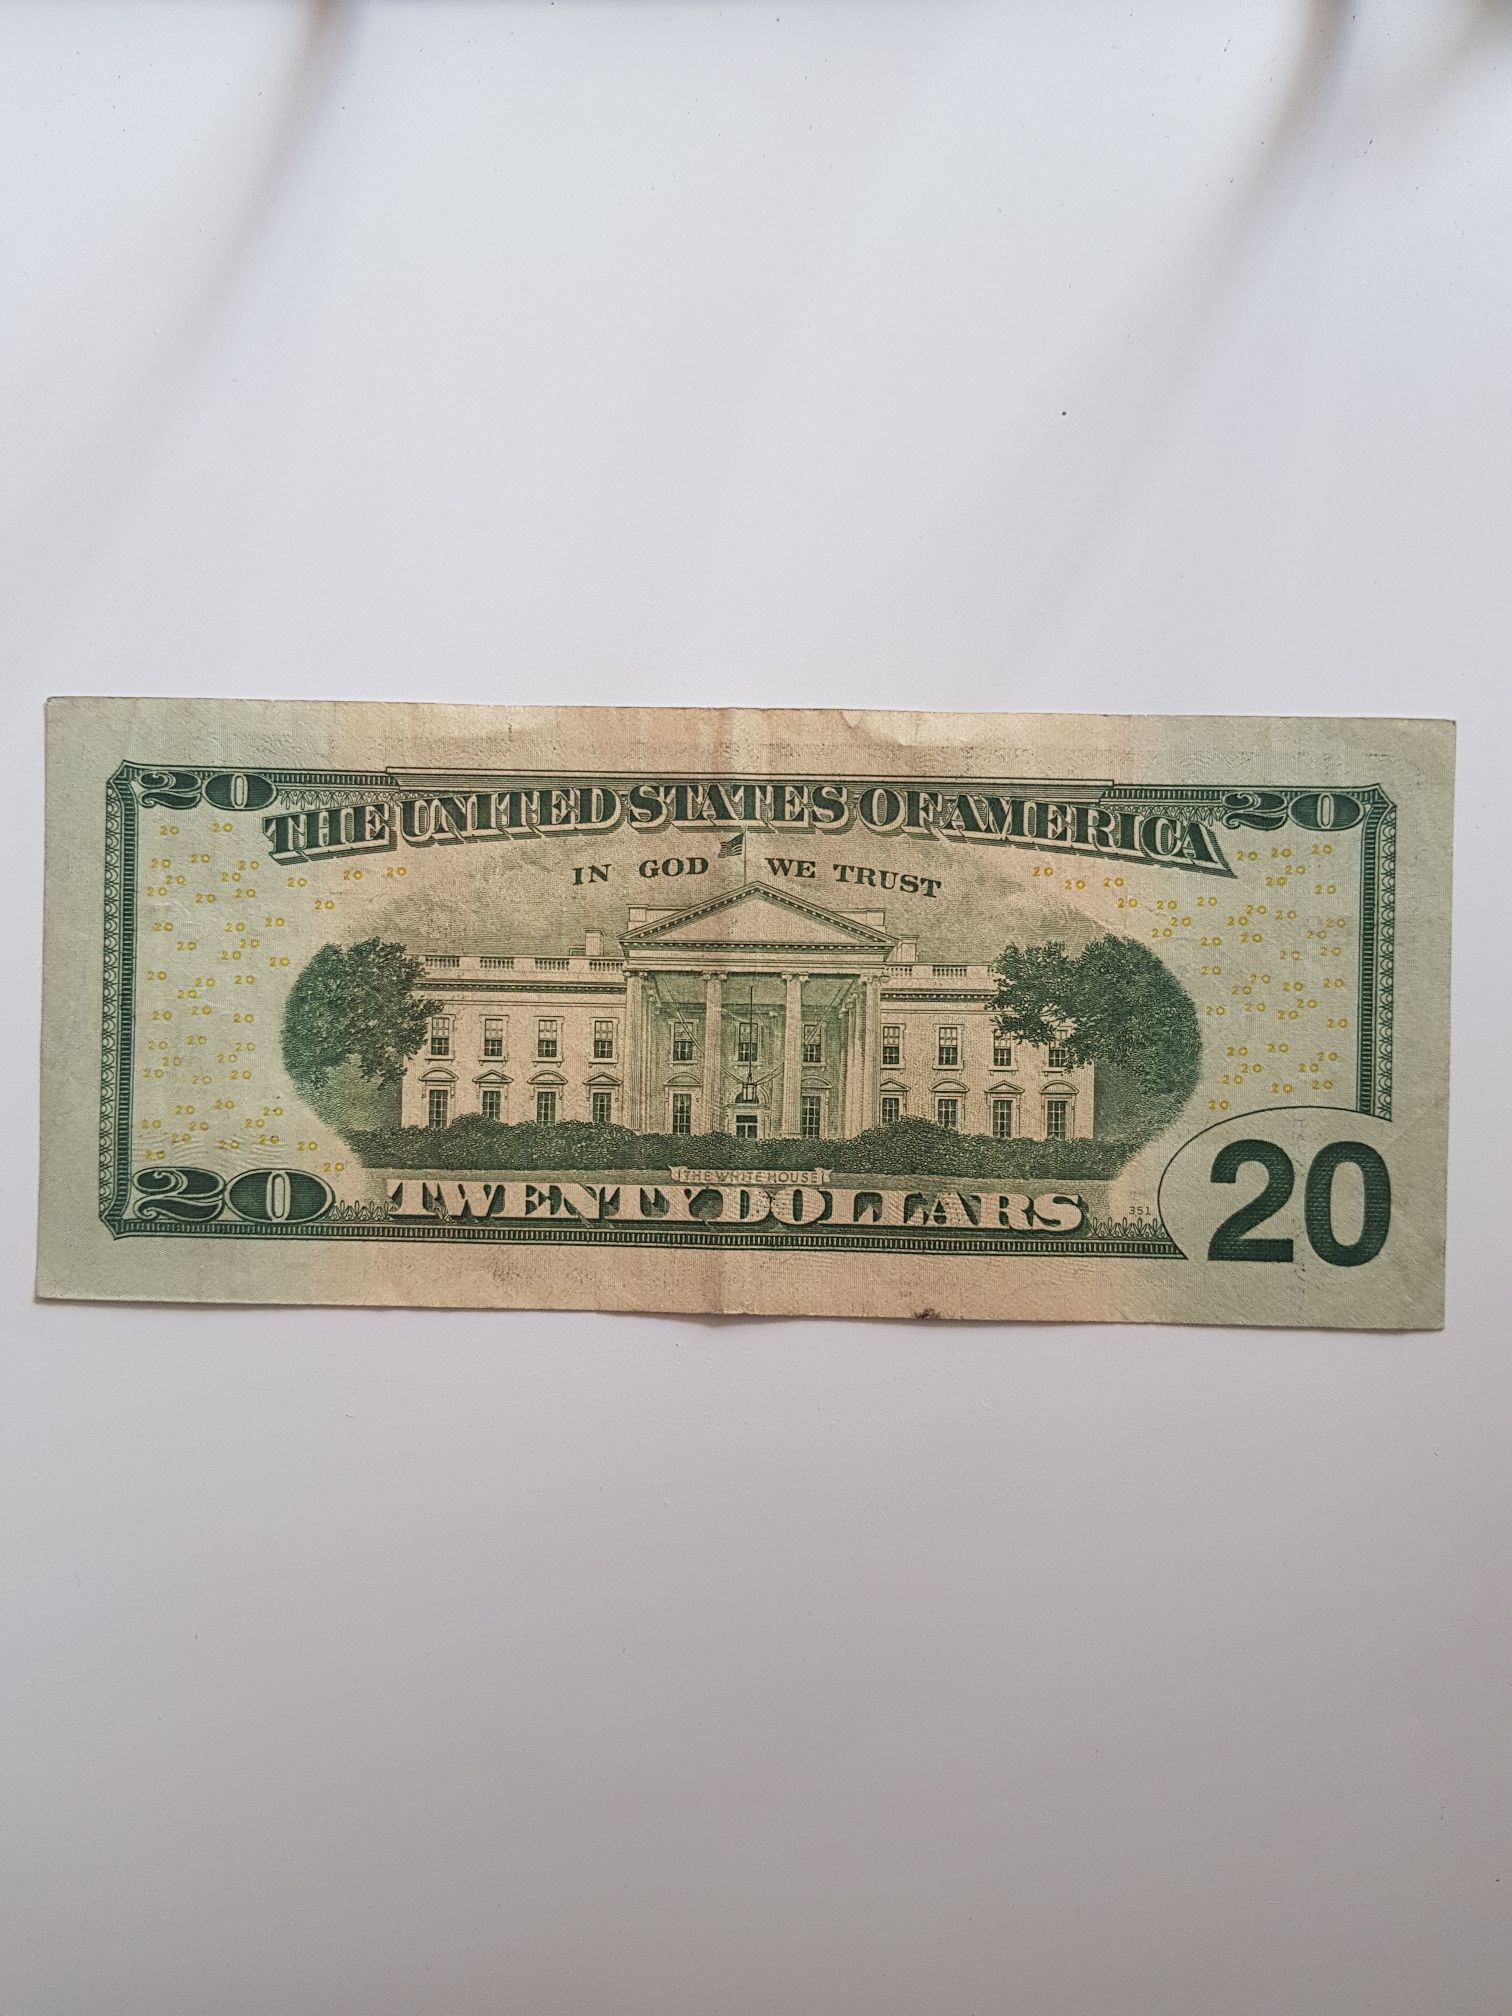 20 20
THE UNITED STATES OF AMERICA
IN GOD WE TRUST
THE WHITE HOUSE
20 TWENTY DOLLARS 351 20